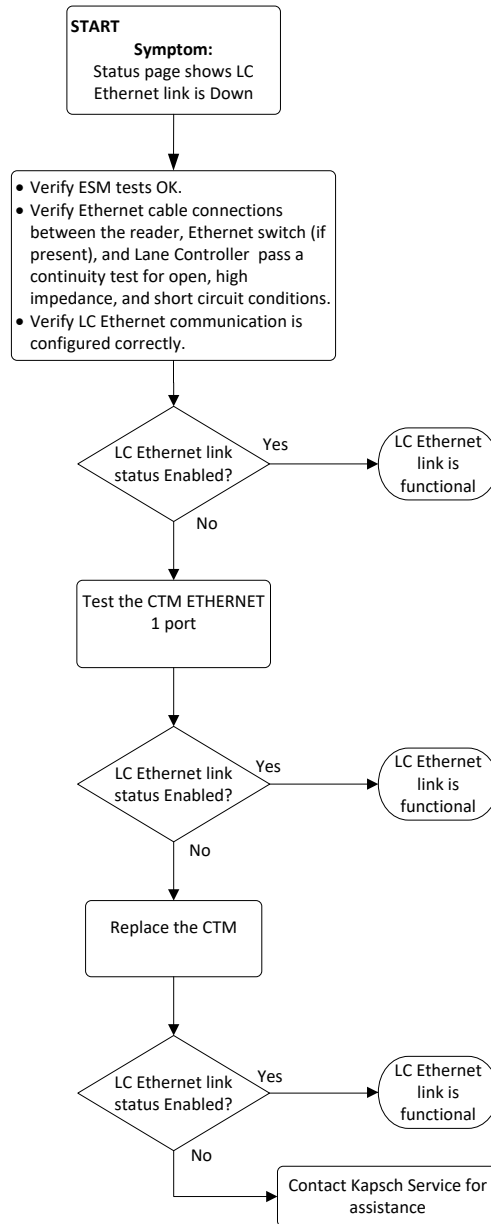 START
Symptom:
Status page shows LC
Ethernet link is Down
• Verify ESM tests OK.
• Verify Ethernet cable connections
between the reader, Ethernet switch (if
present), and Lane Controller pass a
continuity test for open, high
impedance, and short circuit conditions.
• Verify LC Ethernet communication is
configured correctly.
LC Ethernet link
status Enabled?
Yes
LC Ethernet
link is
functional
No
Test the CTM ETHERNET
1 port
LC Ethernet link
status Enabled?
Yes
LC Ethernet
link is
functional
No
Replace the CTM
LC Ethernet link
status Enabled?
Yes
LC Ethernet
link is
functional
No
Contact Kapsch Service for
assistance